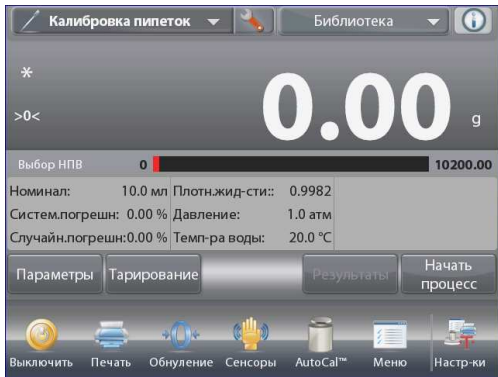 Калибровка пипеток Библиотека
*
>0<
0.00 g
Выбор НПВ 0 10200.00
Номинал: 10.0 мл Плотн.жид-сти:: 0.9982
Систем.погрешн: 0.00 % Давление: 1.0 атм
Случайн.погрешн:0.00 % Темп-ра воды: 20.0 °C
Параметры Тарирование Результаты Начать
процесс
Выключить Печать Обнуление Сенсоры AutoCal™ Меню Настр-ки